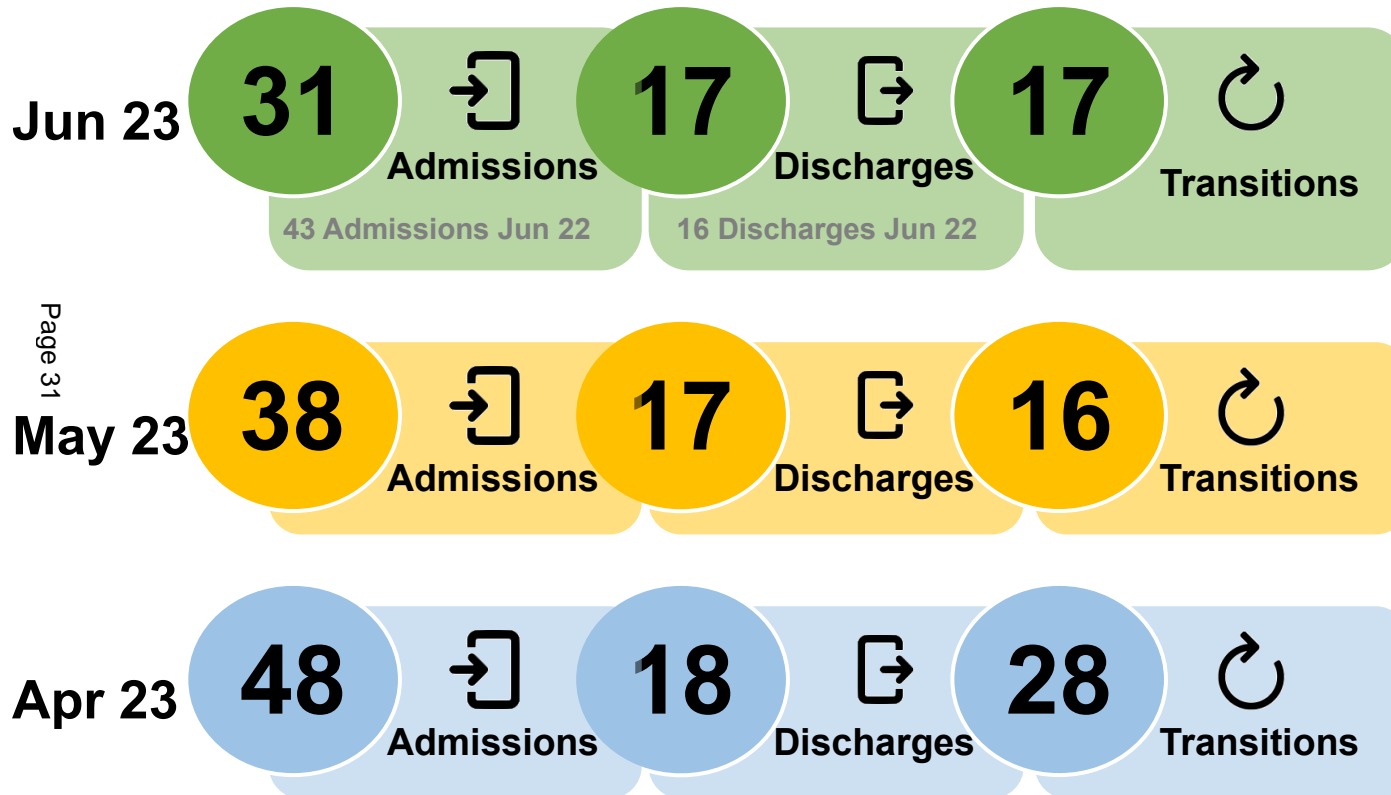 Jun 23
31
Admissions
43 Admissions Jun 22
17
Discharges
16 Discharges Jun 22
17
Transitions
Page 31
May 23
38
Admissions
17
Discharges
16
Transitions
Apr 23
48
Admissions
18
Discharges
28
Transitions